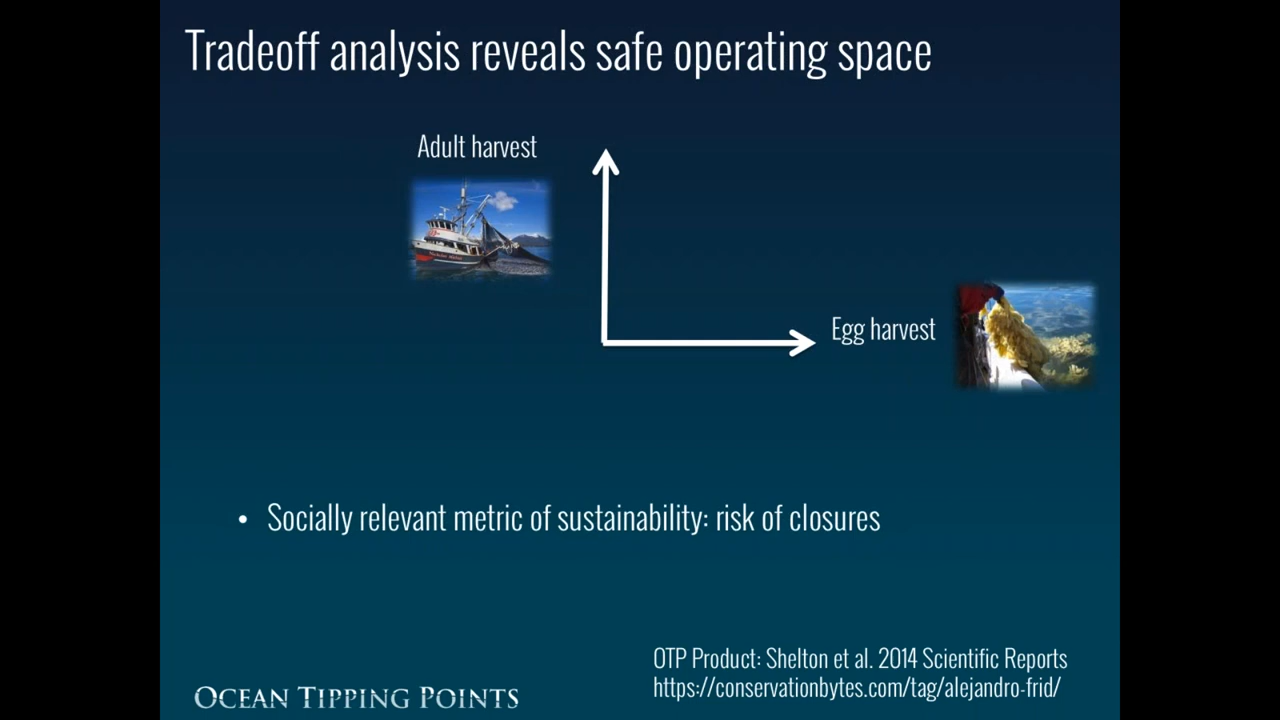 Tradeoff analysis reveals safe operating space
Adult harvest
Egg harvest
• Socially relevant metric of sustainability: risk of closures
OTP Product: Shelton et al. 2014 Scientific Reports
https://conservationbytes.com/tag/alejandro-frid/
OCEAN TIPPING POINTS